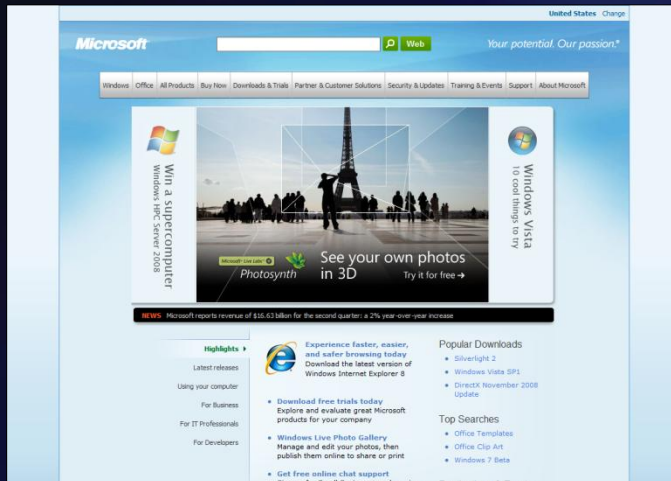 United States Change
Microsoft
Web
Your potential. Our passion.®
Windows Office All Products Buy Now Downloads & Trials Partner & Customer Solutions Security & Updates Training & Events Support About Microsoft
Win a supercomputer
Windows HPC Server 2008
Microsoft Live Labs
Photosynth
See your own photos
in 3D
Try it for free
Windows Vista
10 cool things to try
NEWS Microsoft reports revenue of $16.63 billion for the second quarter: a 2% year-over-year increase
Highlights
Latest releases
Using your computer
For Business
For IT Professionals
For Developers
Experience faster, easier,
and safer browsing today
Download the latest version of
Windows Internet Explorer 8
Download free trials today
Explore and evaluate great Microsoft
products for your company
Windows Live Photo Gallery
Manage and edit your photos, then
publish them online to share or print
Get free online chat support
Popular Downloads
Silverlight 2
Windows Vista SP1
DirectX November 2008
Update
Top Searches
Office Templates
Office Clip Art
Windows 7 Beta